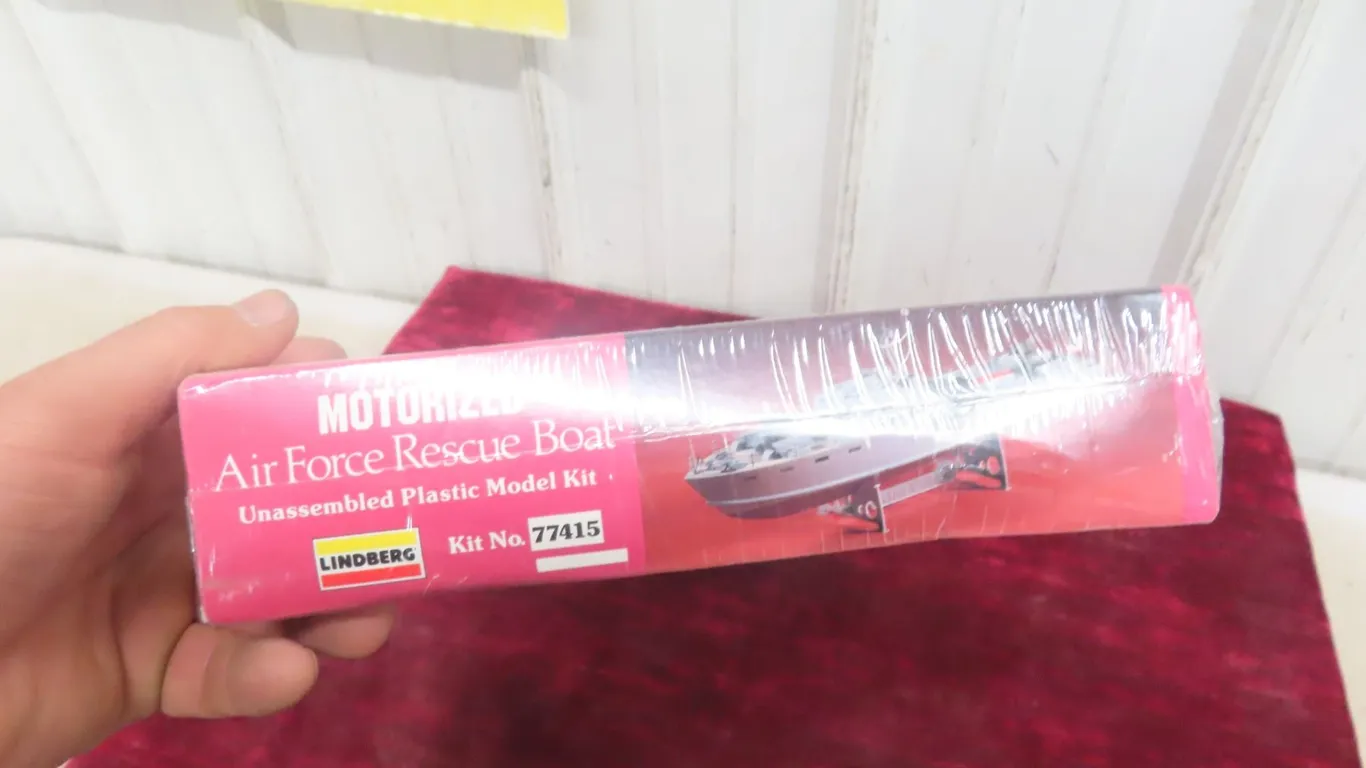 MOTORIZED
Air Force Rescue Boat
Unassembled Plastic Model Kit
LINDBERG
Kit No. 77415